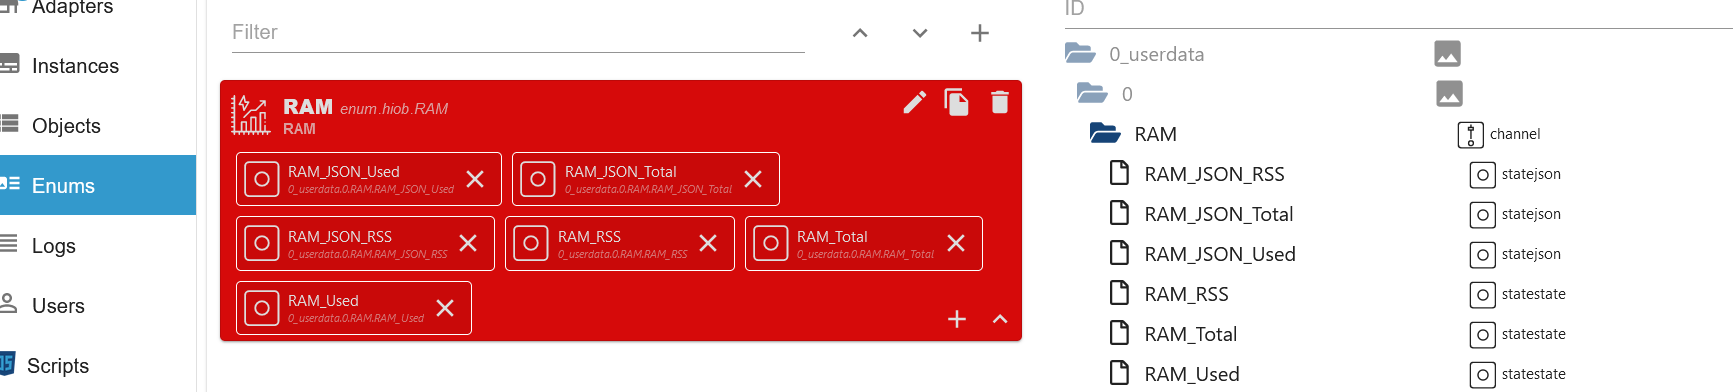 Adapters
Instances
Objects
Enums
Logs
Users
JS
Scripts
Filter
RAM enum.hiob.RAM
RAM
RAM_JSON_Used
0_userdata.0.RAM.RAM_JSON_Used
RAM_JSON_Total
0_userdata.0.RAM.RAM_JSON_Total
RAM_JSON_RSS
0_userdata.0.RAM.RAM_JSON_RSS
RAM_RSS
0_userdata.0.RAM.RAM_RSS
RAM_Total
0_userdata.0.RAM.RAM_Total
RAM_Used
0_userdata.0.RAM.RAM_Used
ID
0_userdata
0
RAM channel
RAM_JSON_RSS statejson
RAM_JSON_Total statejson
RAM_JSON_Used statejson
RAM_RSS statestate
RAM_Total statestate
RAM_Used statestate